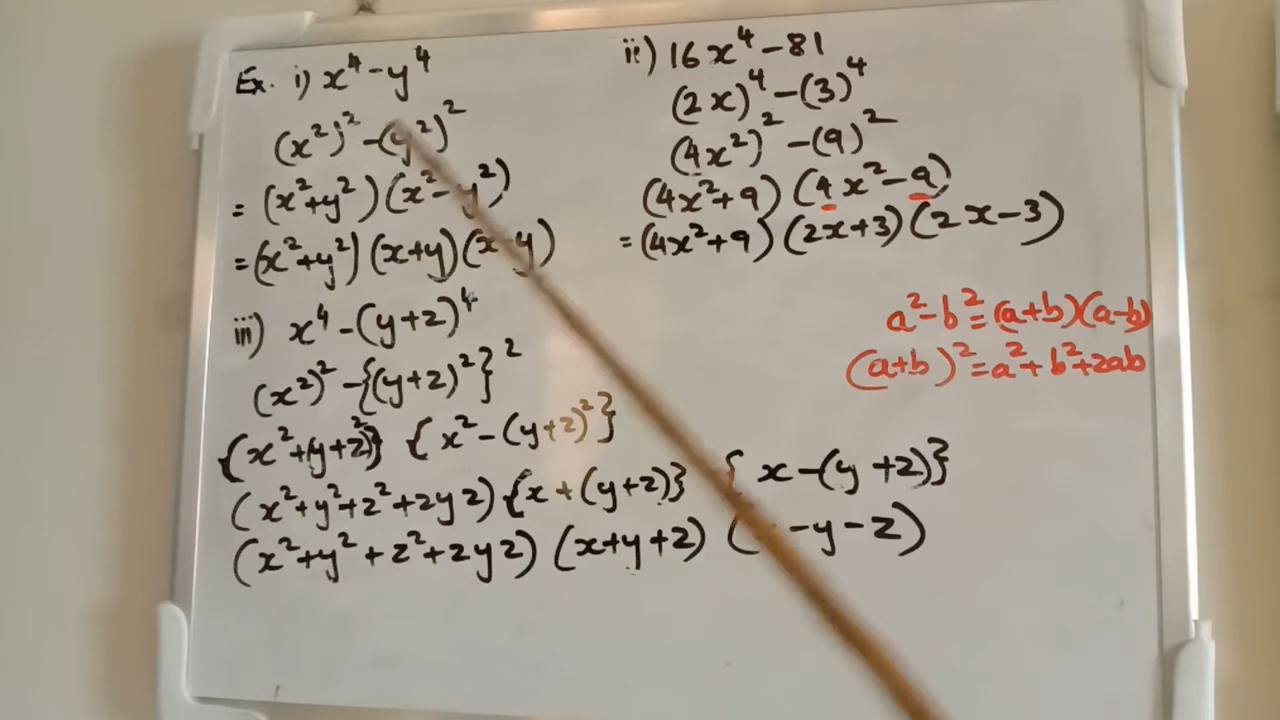 Ex. i) x⁴-y⁴
(x²)²-(y²)²
= (x²+y²)(x²-y²)
=(x²+y²)(x+y)(x-y)
ii) 16x⁴-81
(2x)⁴-(3)⁴
(4x²)²-(9)²
(4x²+9)(4x²-9)
=(4x²+9)(2x+3)(2x-3)
a²-b²=(a+b)(a-b)
(a+b)²=a²+b²+2ab
iii) x⁴-(y+z)⁴
(x²)²-{(y+z)²}²
{x²+(y+z)²} {x²-(y+z)²}
(x²+y²+z²+2yz){x+(y+z)} {x-(y+z)}
(x²+y²+z²+2yz)(x+y+z) ( -y-z)